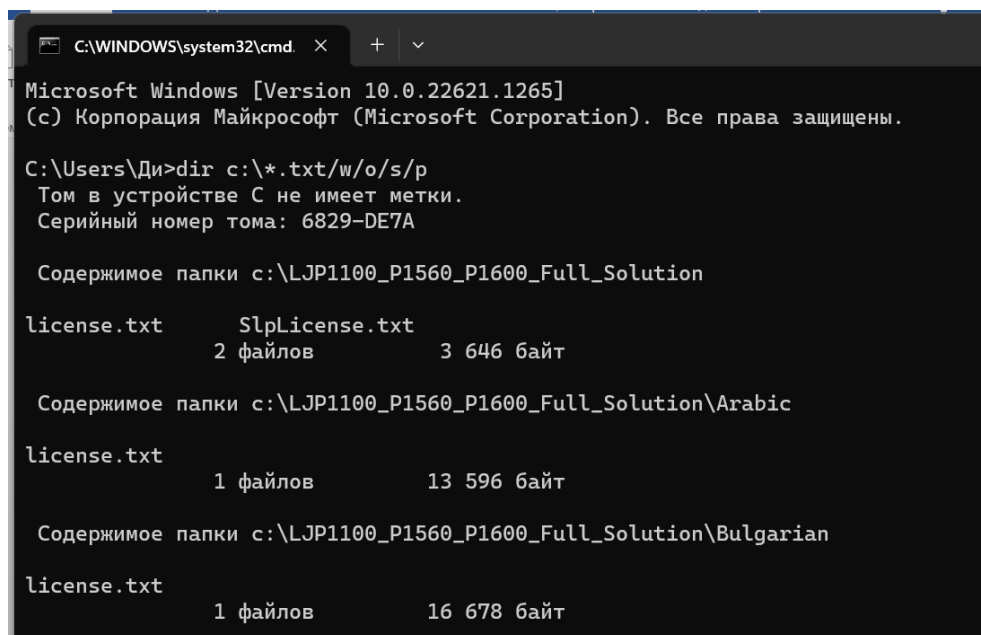 C:\WINDOWS\system32\cmd.
Microsoft Windows [Version 10.0.22621.1265]
(c) Корпорация Майкрософт (Microsoft Corporation). Все права защищены.
C:\Users\Ди>dir c:\*.txt/w/o/s/p
Том в устройстве C не имеет метки.
Серийный номер тома: 6829-DE7A
Содержимое папки c:\LJP1100_P1560_P1600_Full_Solution
license.txt SlpLicense.txt
2 файлов 3 646 байт
Содержимое папки c:\LJP1100_P1560_P1600_Full_Solution\Arabic
license.txt
1 файлов 13 596 байт
Содержимое папки c:\LJP1100_P1560_P1600_Full_Solution\Bulgarian
license.txt
1 файлов 16 678 байт